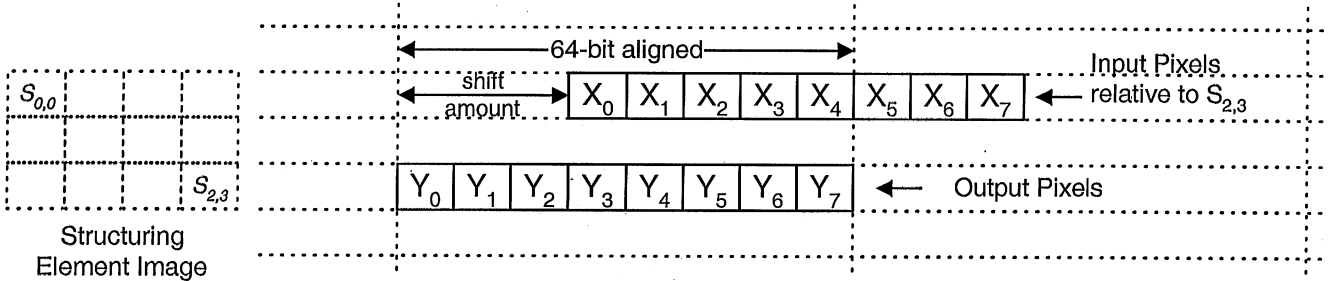 64-bit aligned
S0,0
shift
amount
X0 X1 X2 X3 X4 X5 X6 X7
Input Pixels
relative to S2,3
S2,3
Y0 Y1 Y2 Y3 Y4 Y5 Y6 Y7
Output Pixels
Structuring
Element Image